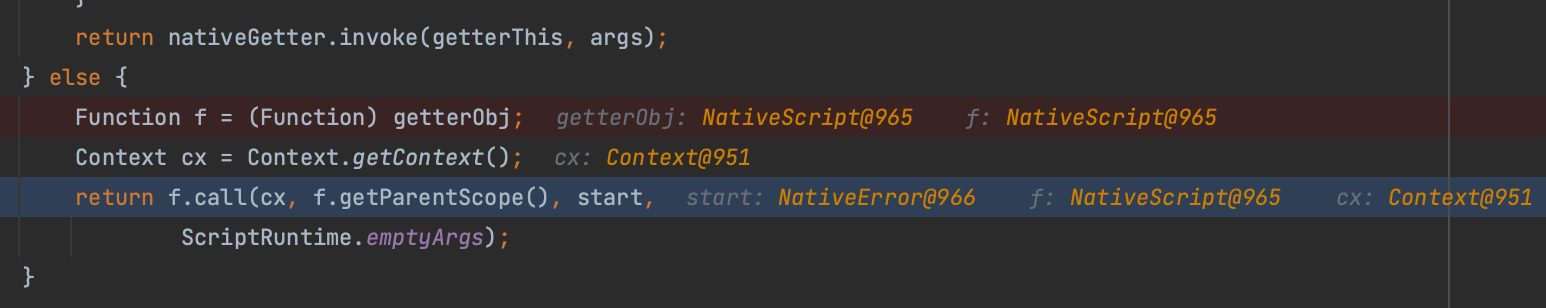 }
return nativeGetter.invoke(getterThis, args);
} else {
Function f = (Function) getterObj; getterObj: NativeScript@965 f: NativeScript@965
Context cx = Context.getContext(); cx: Context@951
return f.call(cx, f.getParentScope(), start, start: NativeError@966 f: NativeScript@965 cx: Context@951
ScriptRuntime.emptyArgs);
}